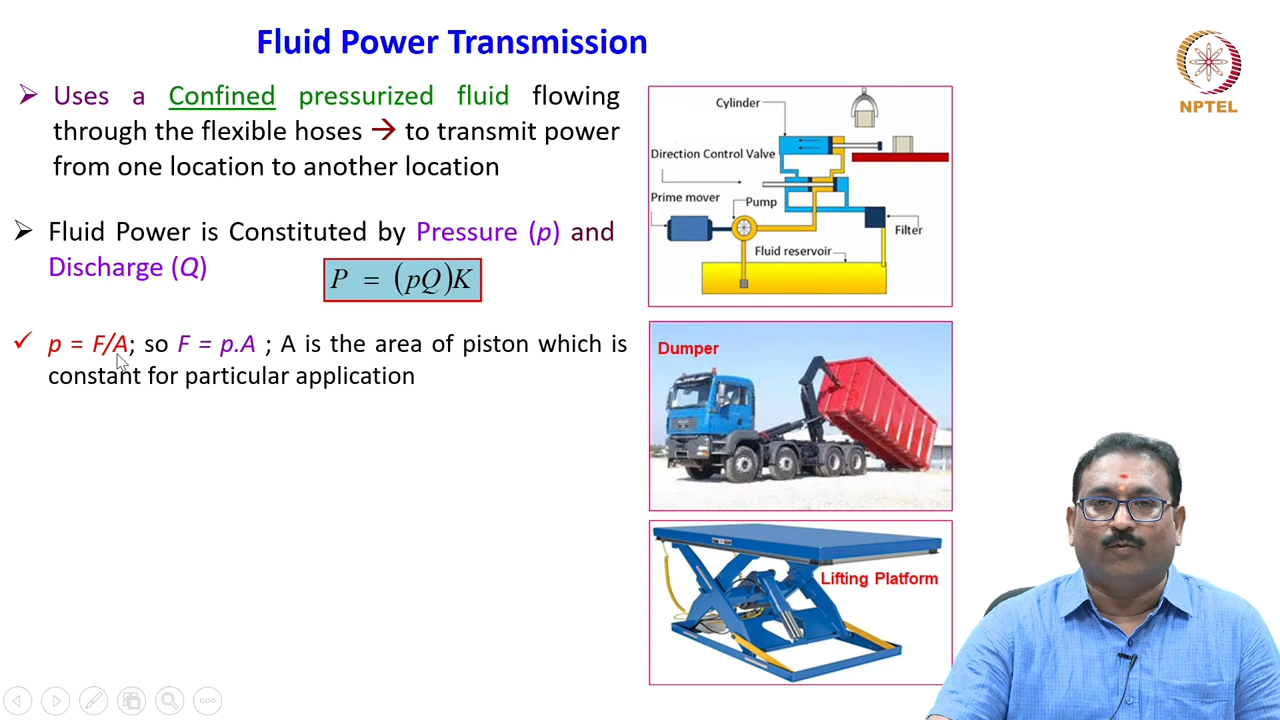 Fluid Power Transmission
NPTEL
➢ Uses a Confined pressurized fluid flowing
through the flexible hoses → to transmit power
from one location to another location
➢ Fluid Power is Constituted by Pressure (p) and
Discharge (Q)
P = (pQ)K
✓ p = F/A; so F = p.A ; A is the area of piston which is
constant for particular application
Cylinder
Direction Control Valve
Prime mover
Pump
Filter
Fluid reservoir
Dumper
Lifting Platform